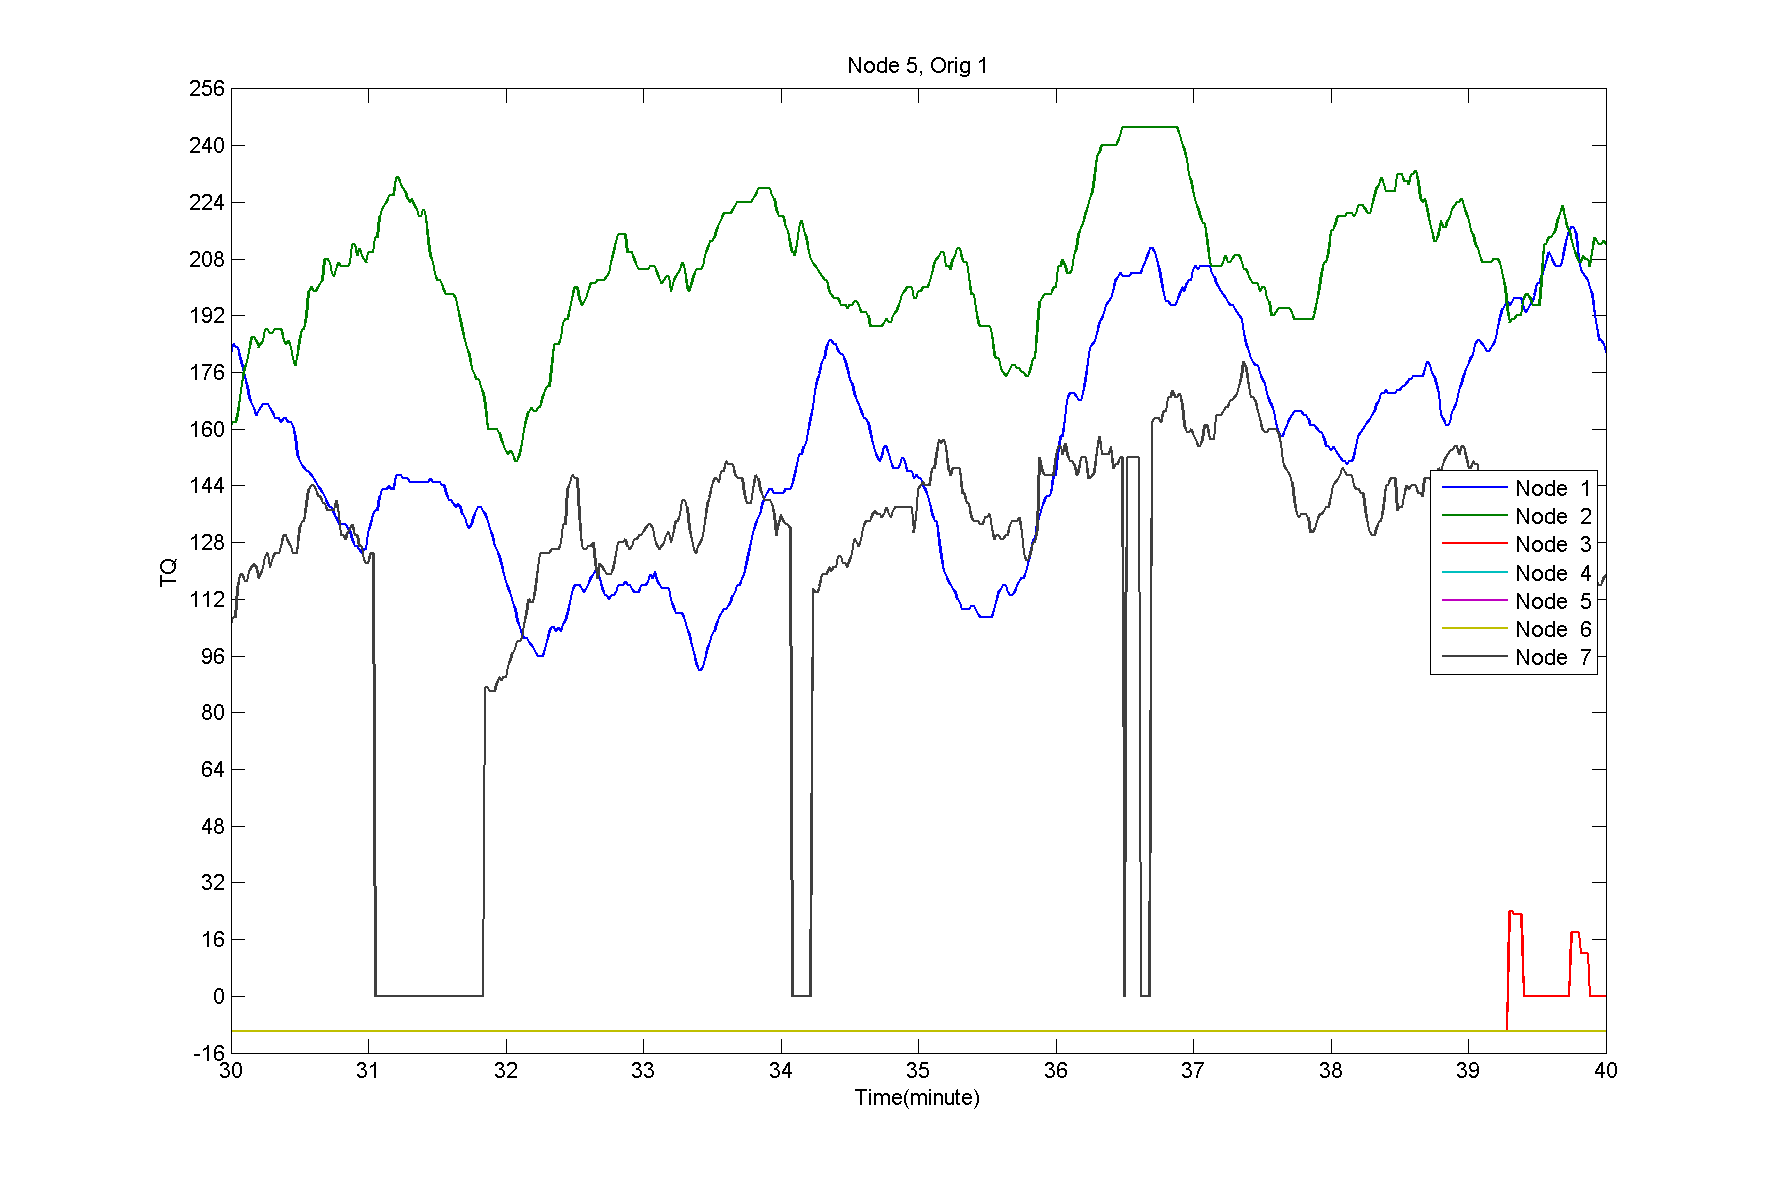 Node 5, Orig 1
256
240
224
208
192
176
160
144
128
112
96
80
64
48
32
16
0
-16
TQ
Node 1
Node 2
Node 3
Node 4
Node 5
Node 6
Node 7
30 31 32 33 34 35 36 37 38 39 40
Time(minute)